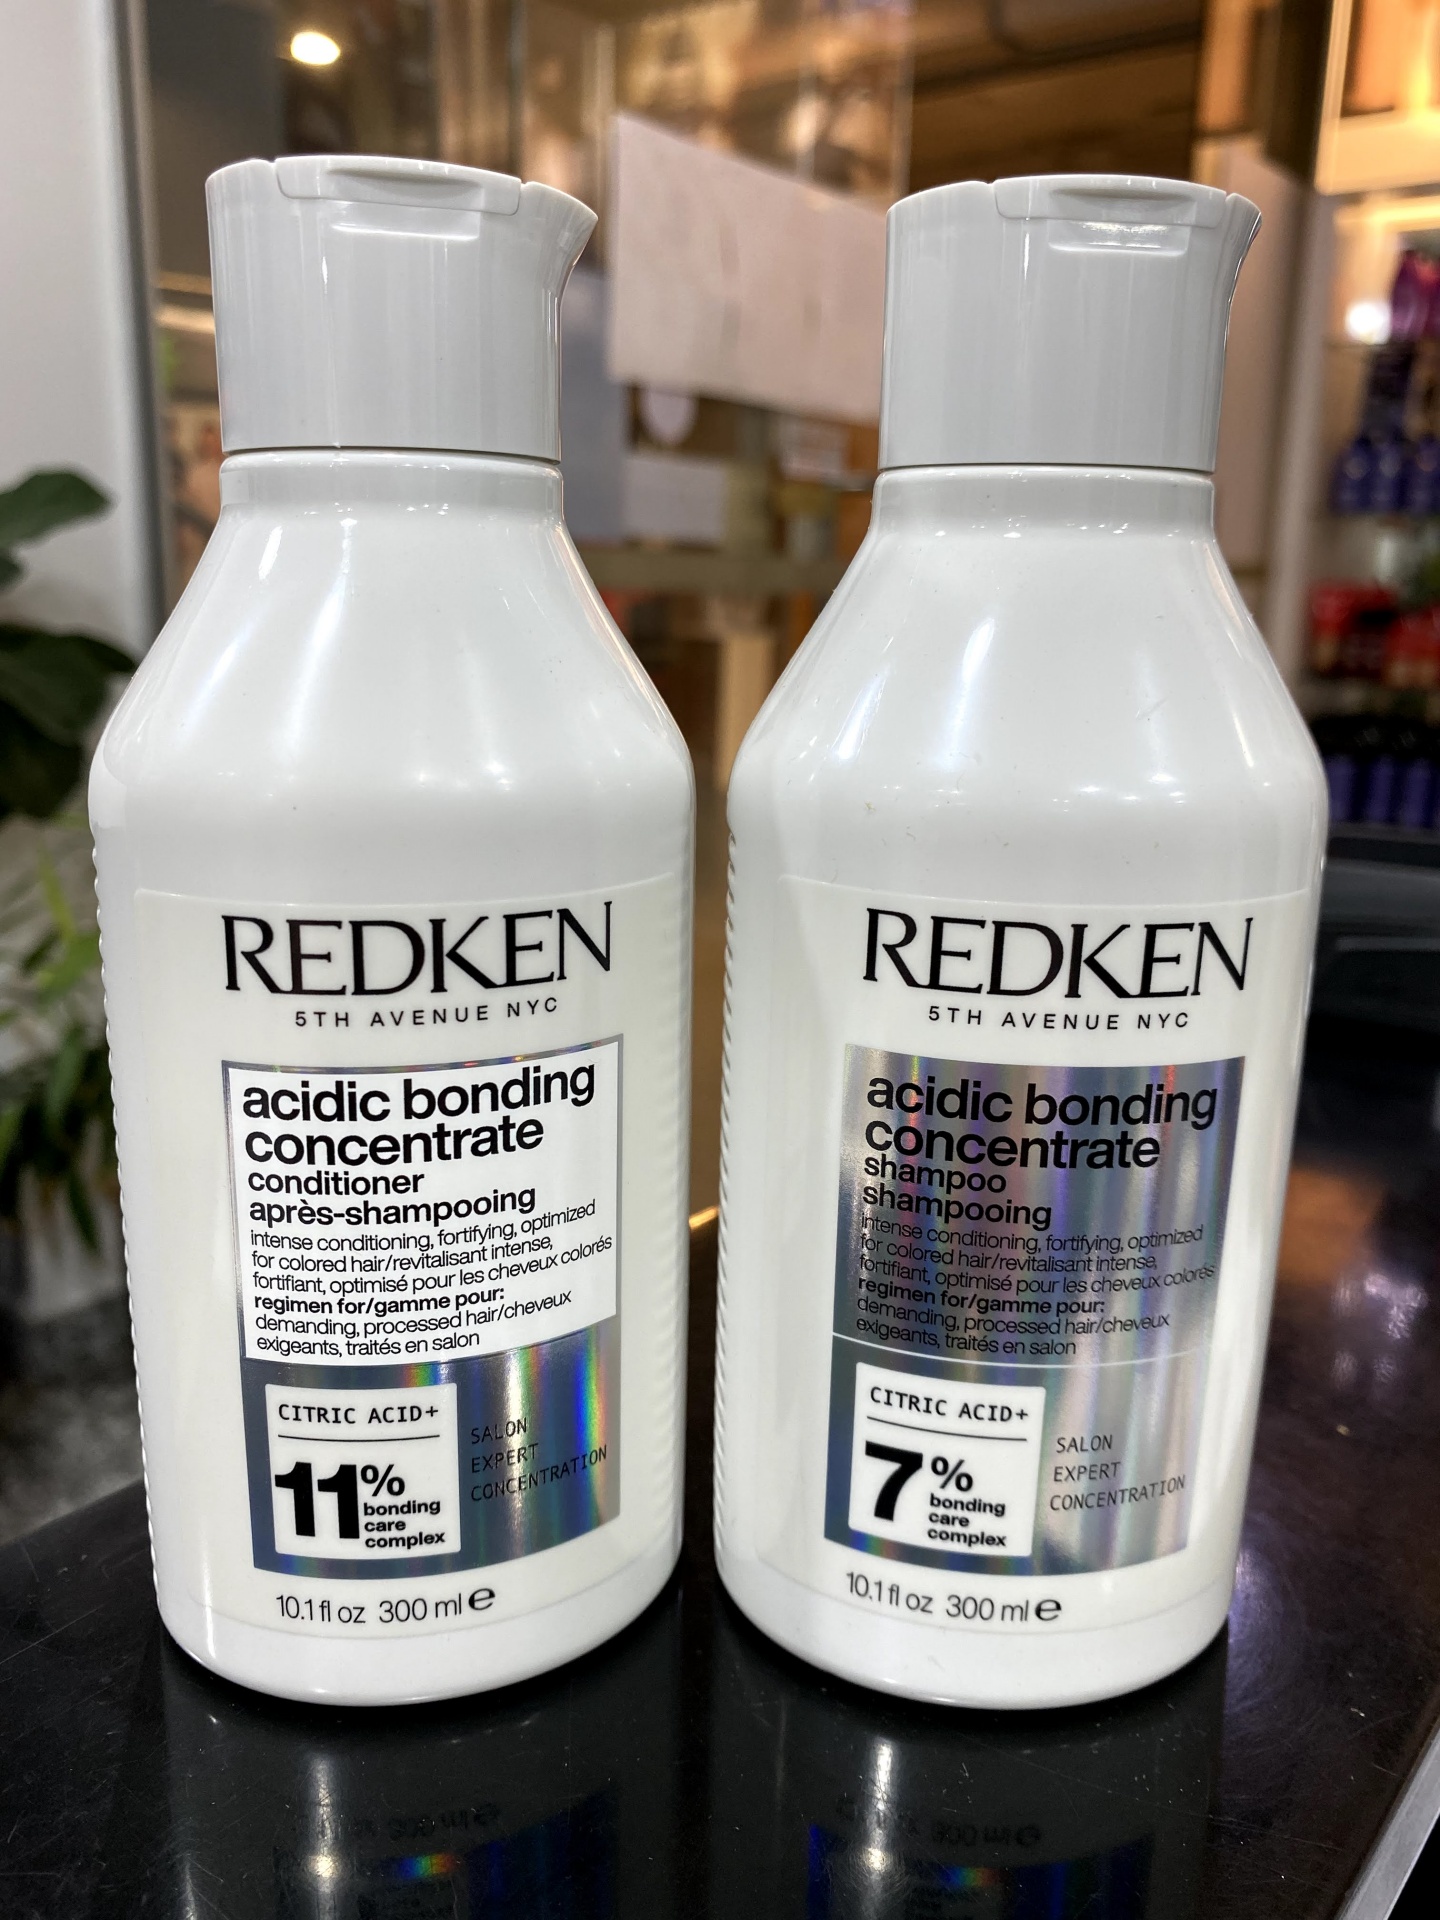 REDKEN
5TH AVENUE NYC
acidic bonding
concentrate
conditioner
après-shampooing
intense conditioning, fortifying, optimized
for colored hair/revitalisant intense,
fortifiant, optimisé pour les cheveux colorés
regimen for/gamme pour:
demanding, processed hair/cheveux
exigeants, traités en salon
CITRIC ACID+
11%
bonding
care
complex
SALON
EXPERT
CONCENTRATION
10.1 fl oz 300 ml e
REDKEN
5TH AVENUE NYC
acidic bonding
concentrate
shampoo
shampooing
intense conditioning, fortifying, optimized
for colored hair/revitalisant intense,
fortifiant, optimisé pour les cheveux colorés
regimen for/gamme pour:
demanding, processed hair/cheveux
exigeants, traités en salon
CITRIC ACID+
7%
bonding
care
complex
SALON
EXPERT
CONCENTRATION
10.1 fl oz 300 ml e